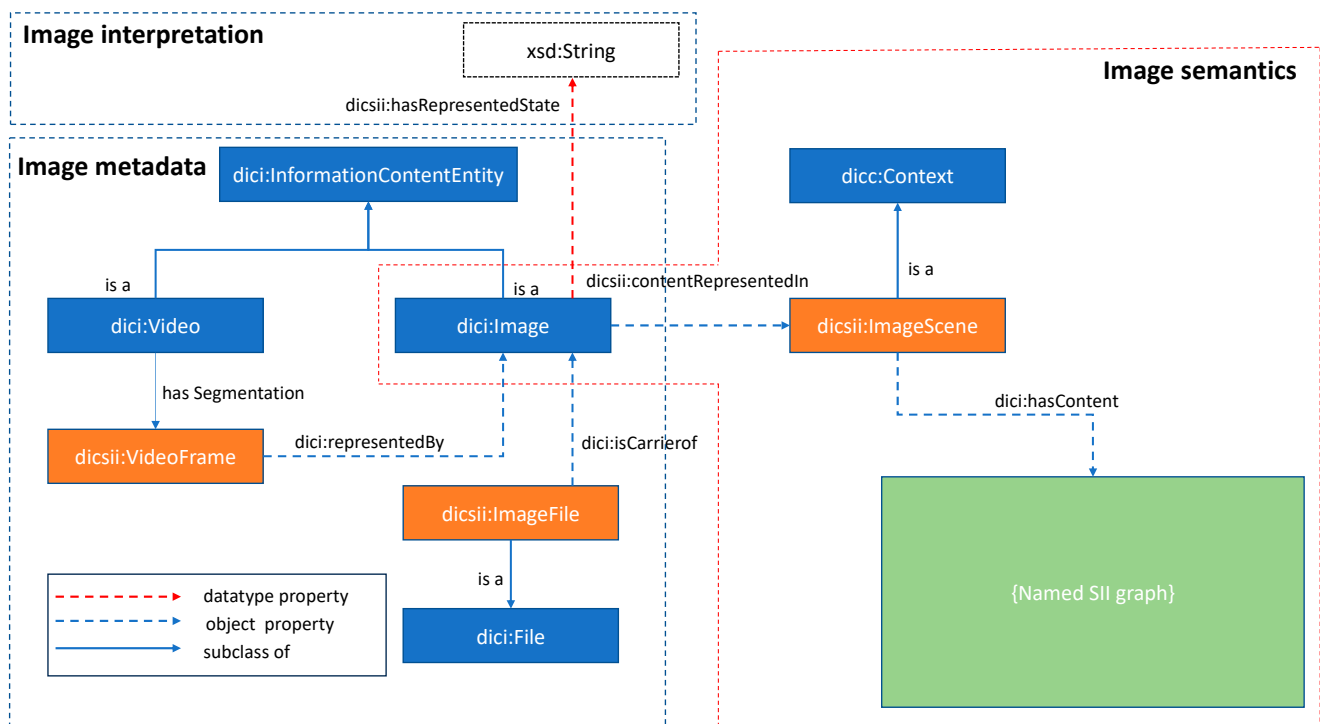 Image interpretation
xsd:String
Image semantics
dicsii:hasRepresentedState
Image metadata
dici:InformationContentEntity
dicc:Context
is a
is a
dicsii:contentRepresentedIn
is a
dici:Video
dici:Image
dicsii:ImageScene
has Segmentation
dici:hasContent
dicsii:VideoFrame
dici:representedBy
dici:isCarrierof
dicsii:ImageFile
is a
{Named SII graph}
datatype property
object property
subclass of
dici:File